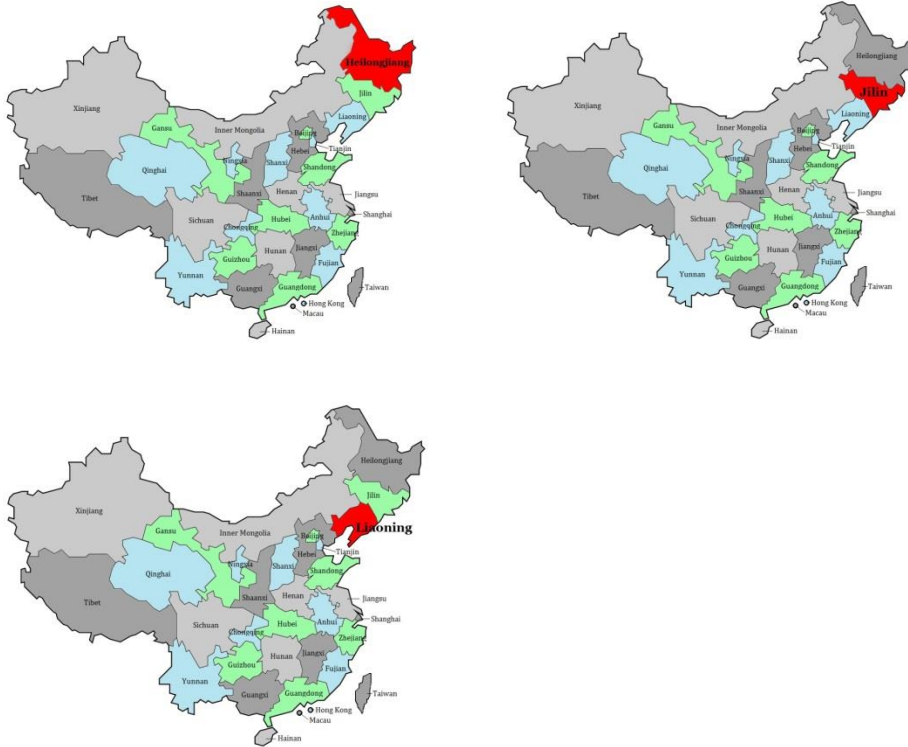 Heilongjiang
Jilin
Xinjiang
Liaoning
Gansu
Inner Mongolia
Beijing
Tianjin
Hebei
Ningxia
Shanxi
Shandong
Qinghai
Shaanxi
Henan
Jiangsu
Tibet
Shanghai
Sichuan
Hubei
Anhui
Chongqing
Zhejiang
Hunan
Jiangxi
Guizhou
Fujian
Yunnan
Guangxi
Guangdong
Taiwan
Hong Kong
Macau
Hainan
Heilongjiang
Jilin
Xinjiang
Liaoning
Gansu
Inner Mongolia
Beijing
Tianjin
Hebei
Ningxia
Shanxi
Shandong
Qinghai
Shaanxi
Henan
Jiangsu
Tibet
Shanghai
Sichuan
Hubei
Anhui
Chongqing
Zhejiang
Hunan
Jiangxi
Guizhou
Fujian
Yunnan
Guangxi
Guangdong
Taiwan
Hong Kong
Macau
Hainan
Heilongjiang
Jilin
Xinjiang
Liaoning
Gansu
Inner Mongolia
Beijing
Tianjin
Hebei
Ningxia
Shanxi
Shandong
Qinghai
Shaanxi
Henan
Jiangsu
Tibet
Shanghai
Sichuan
Hubei
Anhui
Chongqing
Zhejiang
Hunan
Jiangxi
Guizhou
Fujian
Yunnan
Guangxi
Guangdong
Taiwan
Hong Kong
Macau
Hainan